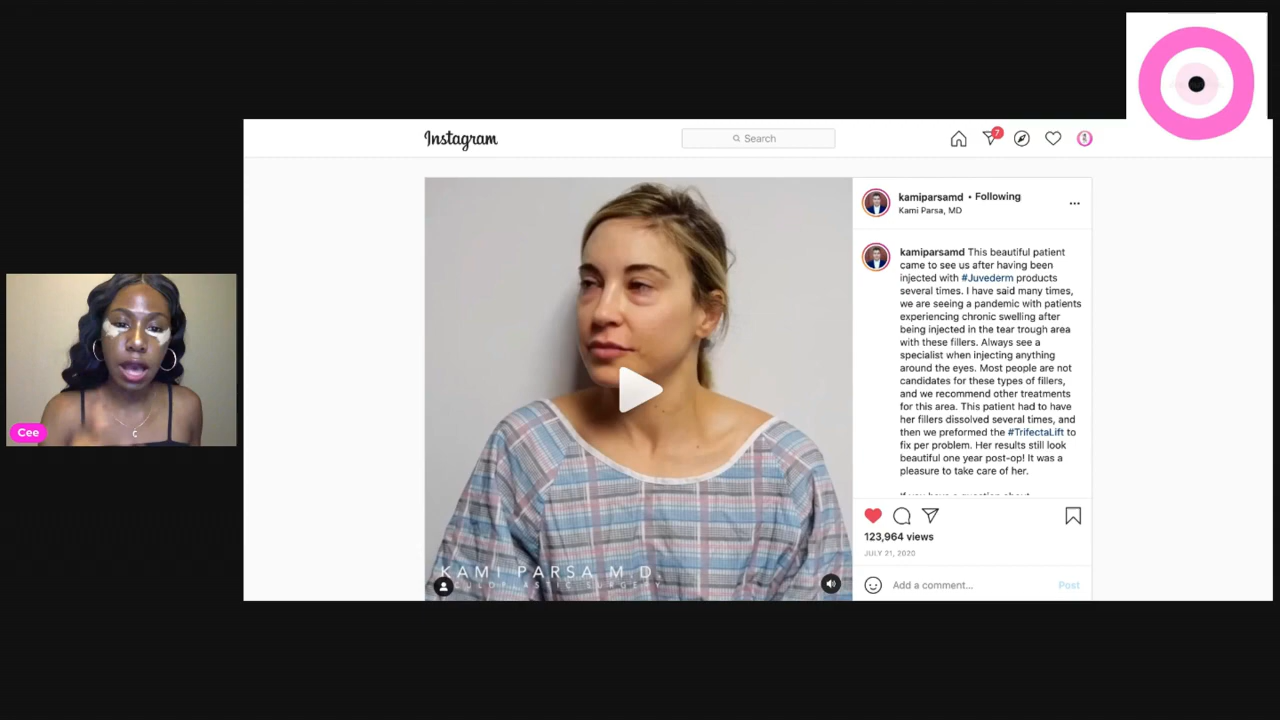 Instagram
Search
7
kamiparsamd • Following
Kami Parsa, MD
kamiparsamd This beautiful patient
came to see us after having been
injected with #Juvederm products
several times. I have said many times,
we are seeing a pandemic with patients
experiencing chronic swelling after
being injected in the tear trough area
with these fillers. Always see a
specialist when injecting anything
around the eyes. Most people are not
candidates for these types of fillers,
and we recommend other treatments
for this area. This patient had to have
her fillers dissolved several times, and
then we preformed the #TrifectaLift to
fix per problem. Her results still look
beautiful one year post-op! It was a
pleasure to take care of her.
If you have a question about
123,964 views
JULY 21, 2020
Add a comment...
Post
KAMI PARSA M D
Cee